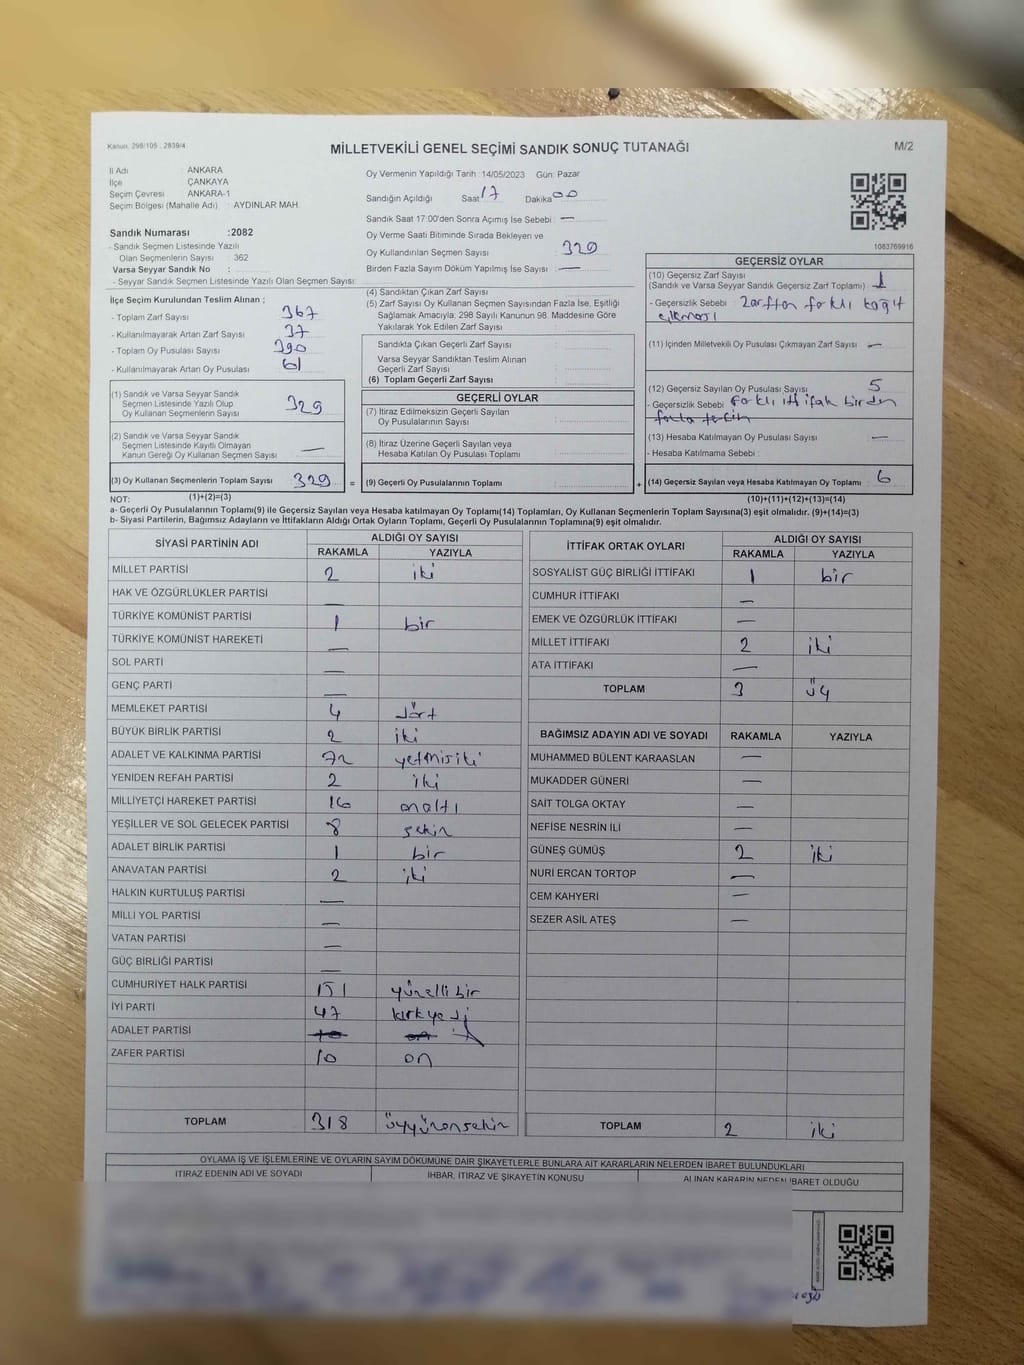 Kanun, 298/105 , 2839/4
MİLLETVEKİLİ GENEL SEÇİMİ SANDIK SONUÇ TUTANAĞI
M/2
İl Adı : ANKARA
İlçe ÇANKAYA
Seçim Çevresi ANKARA-1
Seçim Bölgesi (Mahalle Adı) : AYDINLAR MAH.
Sandık Numarası :2082
- Sandık Seçmen Listesinde Yazılı
Olan Seçmenlerin Sayısı : 362
Varsa Seyyar Sandık No :
- Seyyar Sandık Seçmen Listesinde Yazılı Olan Seçmen Sayısı:
Oy Vermenin Yapıldığı Tarih : 14/05/2023 Gün: Pazar
Sandığın Açıldığı Saat 17 Dakika 00
Sandık Saat 17:00'den Sonra Açımış İse Sebebi : —
Oy Verme Saati Bitiminde Sırada Bekleyen ve
Oy Kullandırılan Seçmen Sayısı : 329
Birden Fazla Sayım Döküm Yapılmış İse Sayısı : —
1083769916
İlçe Seçim Kurulundan Teslim Alınan ;
- Toplam Zarf Sayısı : 367
- Kullanılmayarak Artan Zarf Sayısı : 37
- Toplam Oy Pusulası Sayısı : 390
- Kullanılmayarak Artan Oy Pusulası : 61
(1) Sandık ve Varsa Seyyar Sandık
Seçmen Listesinde Yazılı Olup
Oy Kullanan Seçmenlerin Sayısı : 329
(2) Sandık ve Varsa Seyyar Sandık
Seçmen Listesinde Kayıtlı Olmayan
Kanun Gereği Oy Kullanan Seçmen Sayısı : —
(3) Oy Kullanan Seçmenlerin Toplam Sayısı : 329 =
(1)+(2)=(3)
(4) Sandıktan Çıkan Zarf Sayısı :
(5) Zarf Sayısı Oy Kullanan Seçmen Sayısından Fazla İse, Eşitliği
Sağlamak Amacıyla, 298 Sayılı Kanunun 98. Maddesine Göre
Yakılarak Yok Edilen Zarf Sayısı :
Sandıkta Çıkan Geçerli Zarf Sayısı :
Varsa Seyyar Sandıktan Teslim Alınan
Geçerli Zarf Sayısı :
(6) Toplam Geçerli Zarf Sayısı :
GEÇERLİ OYLAR
(7) İtiraz Edilmeksizin Geçerli Sayılan
Oy Pusulalarının Sayısı :
(8) İtiraz Üzerine Geçerli Sayılan veya
Hesaba Katılan Oy Pusulası Toplamı :
(9) Geçerli Oy Pusulalarının Toplamı : +
GEÇERSİZ OYLAR
(10) Geçersiz Zarf Sayısı
(Sandık ve Varsa Seyyar Sandık Geçersiz Zarf Toplamı) : 1
- Geçersizlik Sebebi : Zarftan farklı kağıt
çıkması
(11) İçinden Milletvekili Oy Pusulası Çıkmayan Zarf Sayısı : —
(12) Geçersiz Sayılan Oy Pusulası Sayısı : 5
- Geçersizlik Sebebi : farklı ittifak birden
fazla tercih
(13) Hesaba Katılmayan Oy Pusulası Sayısı : —
- Hesaba Katılmama Sebebi :
(14) Geçersiz Sayılan veya Hesaba Katılmayan Oy Toplamı : 6
(10)+(11)+(12)+(13)=(14)
NOT:
a- Geçerli Oy Pusulalarının Toplamı(9) ile Geçersiz Sayılan veya Hesaba katılmayan Oy Toplamı(14) Toplamları, Oy Kullanan Seçmenlerin Toplam Sayısına(3) eşit olmalıdır. (9)+(14)=(3)
b- Siyasi Partilerin, Bağımsız Adayların ve İttifakların Aldığı Ortak Oyların Toplamı, Geçerli Oy Pusulalarının Toplamına(9) eşit olmalıdır.
SİYASİ PARTİNİN ADI ALDIĞI OY SAYISI
RAKAMLA YAZIYLA
MİLLET PARTİSİ 2 iki
HAK VE ÖZGÜRLÜKLER PARTİSİ —
TÜRKİYE KOMÜNİST PARTİSİ 1 bir
TÜRKİYE KOMÜNİST HAREKETİ —
SOL PARTİ —
GENÇ PARTİ —
MEMLEKET PARTİSİ 4 dört
BÜYÜK BİRLİK PARTİSİ 2 iki
ADALET VE KALKINMA PARTİSİ 72 yetmişiki
YENİDEN REFAH PARTİSİ 2 iki
MİLLİYETÇİ HAREKET PARTİSİ 16 onaltı
YEŞİLLER VE SOL GELECEK PARTİSİ 8 sekiz
ADALET BİRLİK PARTİSİ 1 bir
ANAVATAN PARTİSİ 2 iki
HALKIN KURTULUŞ PARTİSİ —
MİLLİ YOL PARTİSİ —
VATAN PARTİSİ —
GÜÇ BİRLİĞİ PARTİSİ —
CUMHURİYET HALK PARTİSİ 151 yüzellibir
İYİ PARTİ 47 kırkyedi
ADALET PARTİSİ 10 on
ZAFER PARTİSİ 10 on
TOPLAM 318 üçyüzonsekiz
İTTİFAK ORTAK OYLARI ALDIĞI OY SAYISI
RAKAMLA YAZIYLA
SOSYALİST GÜÇ BİRLİĞİ İTTİFAKI 1 bir
CUMHUR İTTİFAKI —
EMEK VE ÖZGÜRLÜK İTTİFAKI —
MİLLET İTTİFAKI 2 iki
ATA İTTİFAKI —
TOPLAM 3 üç
BAĞIMSIZ ADAYIN ADI VE SOYADI RAKAMLA YAZIYLA
MUHAMMED BÜLENT KARAASLAN —
MUKADDER GÜNERİ —
SAİT TOLGA OKTAY —
NEFİSE NESRİN İLİ —
GÜNEŞ GÜMÜŞ 2 iki
NURİ ERCAN TORTOP —
CEM KAHYERİ —
SEZER ASİL ATEŞ —
TOPLAM 2 iki
OYLAMA İŞ VE İŞLEMLERİNE VE OYLARIN SAYIM DÖKÜMÜNE DAİR ŞİKAYETLERLE BUNLARA AİT KARARLARIN NELERDEN İBARET BULUNDUKLARI
İTİRAZ EDENİN ADI VE SOYADI İHBAR, İTİRAZ VE ŞİKAYETİN KONUSU ALINAN KARARIN NEDEN İBARET OLDUĞU